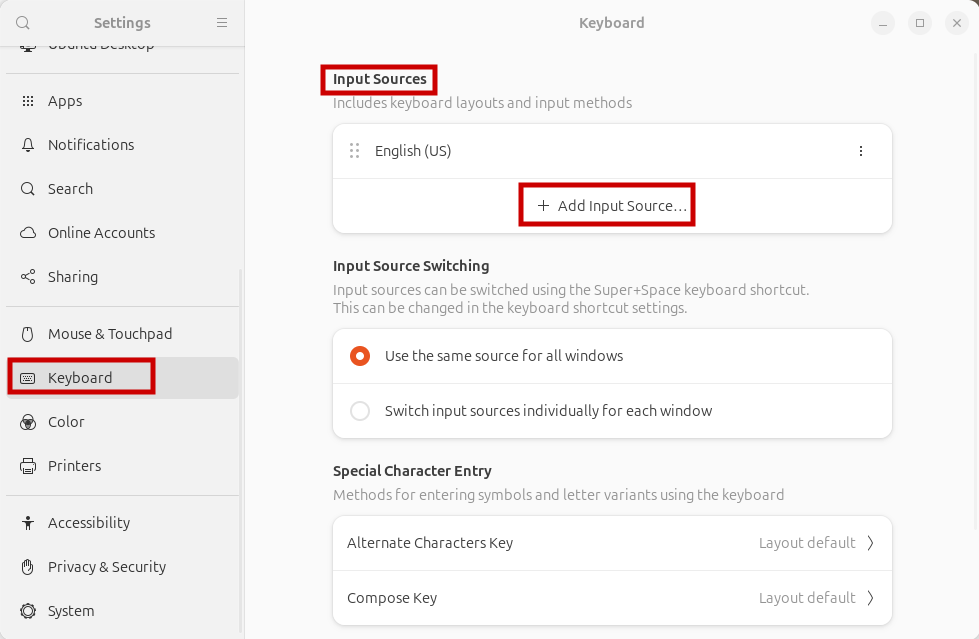 Settings
Ubuntu Desktop
Apps
Notifications
Search
Online Accounts
Sharing
Mouse & Touchpad
Keyboard
Color
Printers
Accessibility
Privacy & Security
System
Keyboard
Input Sources
Includes keyboard layouts and input methods
English (US)
+ Add Input Source…
Input Source Switching
Input sources can be switched using the Super+Space keyboard shortcut.
This can be changed in the keyboard shortcut settings.
Use the same source for all windows
Switch input sources individually for each window
Special Character Entry
Methods for entering symbols and letter variants using the keyboard
Alternate Characters Key Layout default
Compose Key Layout default